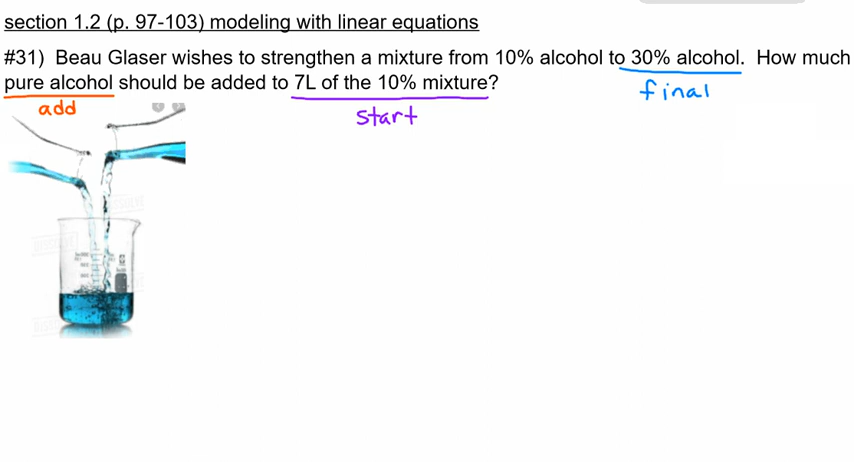 section 1.2 (p. 97-103) modeling with linear equations
#31) Beau Glaser wishes to strengthen a mixture from 10% alcohol to 30% alcohol. How much
pure alcohol should be added to 7L of the 10% mixture?
final
add
start